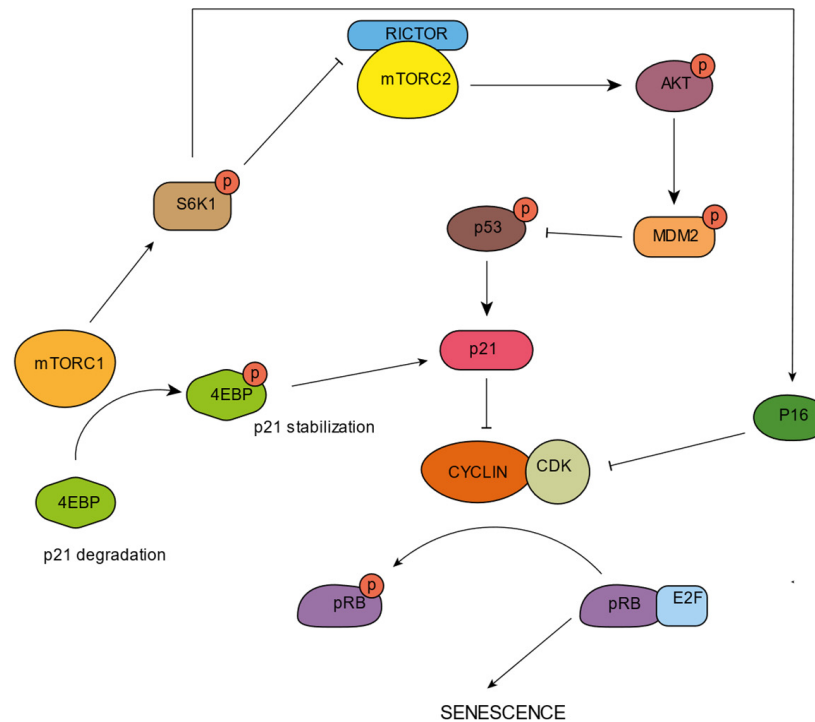 RICTOR
mTORC2
p
AKT
p
S6K1
p
p53
p
MDM2
mTORC1
p21
p
4EBP
p21 stabilization
P16
CYCLIN
CDK
4EBP
p21 degradation
p
pRB
pRB
E2F
SENESCENCE